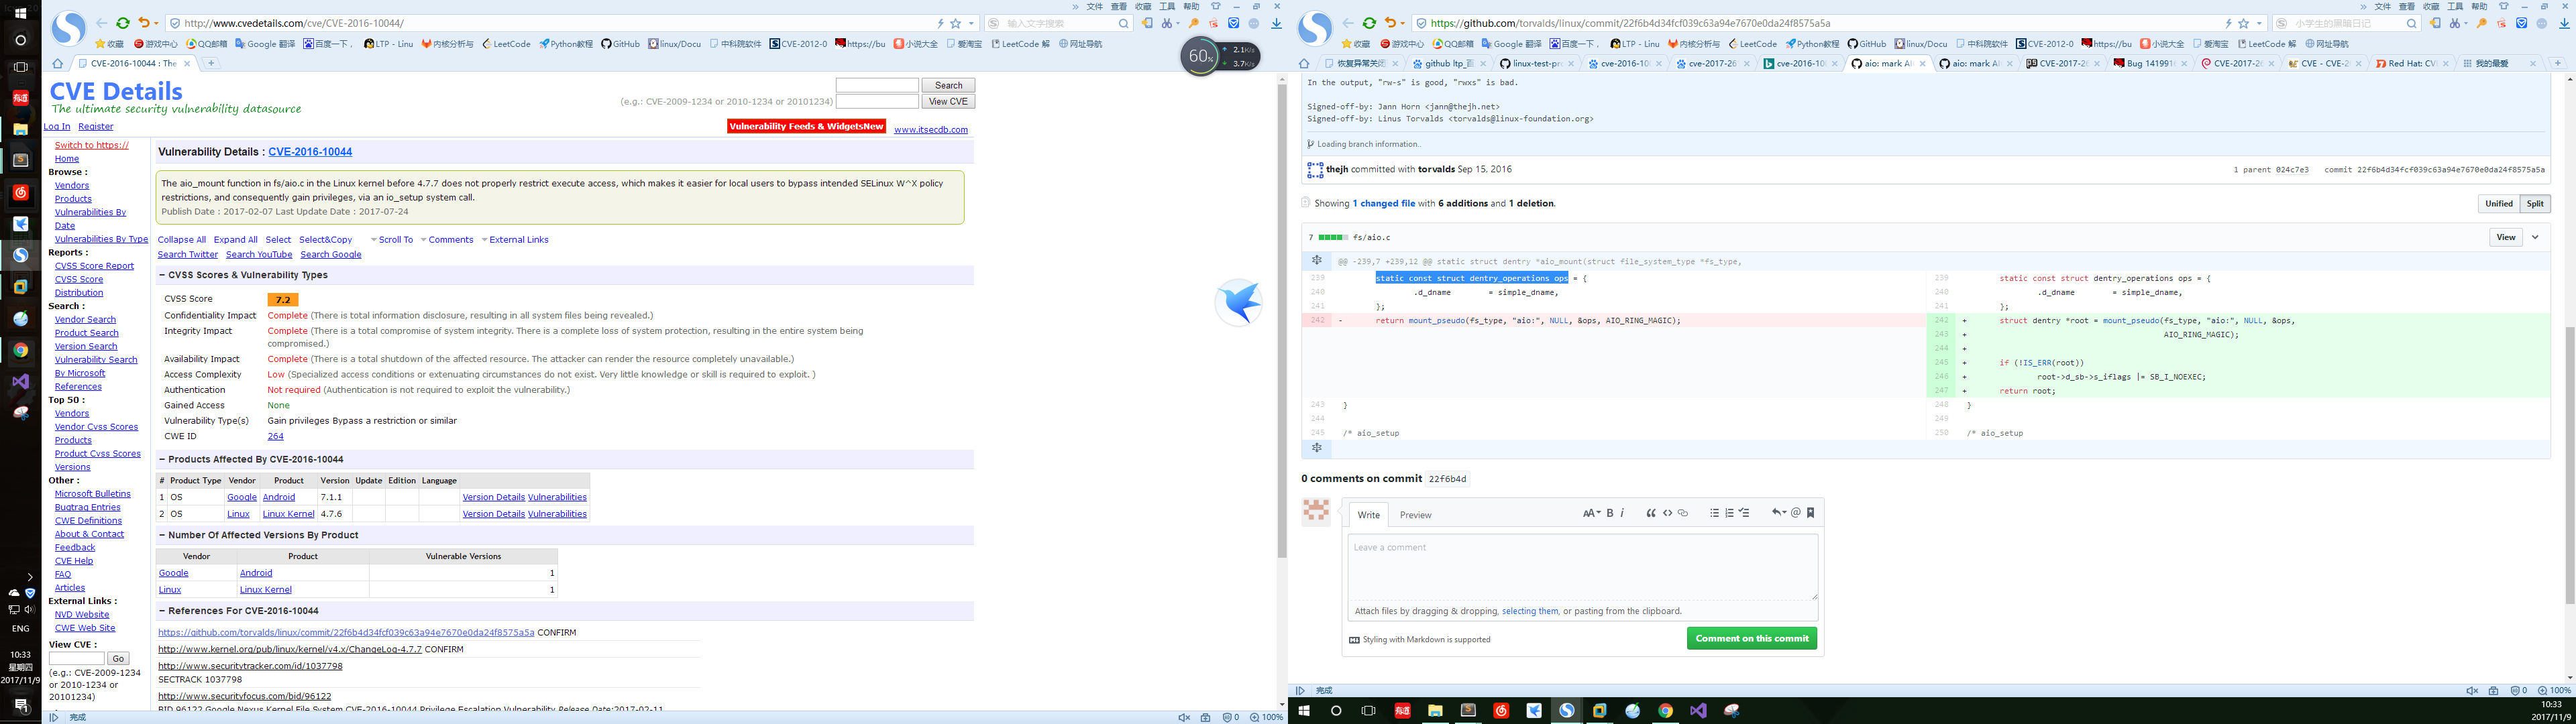 文件 查看 收藏 工具 帮助
http://www.cvedetails.com/cve/CVE-2016-10044/
输入文字搜索
收藏 游戏中心 QQ邮箱 Google 翻译 百度一下， LTP - Linu 内核分析与 LeetCode Python教程 GitHub linux/Docu 中科院软件 CVE-2012-0 https://bu 小说大全 爱淘宝 LeetCode 解 网址导航
CVE-2016-10044 : The
60%
2.1K/s
3.7K/s
CVE Details
The ultimate security vulnerability datasource
Search
(e.g.: CVE-2009-1234 or 2010-1234 or 20101234)
View CVE
Log In Register
Vulnerability Feeds & WidgetsNew www.itsecdb.com
Switch to https://
Home
Browse :
Vendors
Products
Vulnerabilities By
Date
Vulnerabilities By Type
Reports :
CVSS Score Report
CVSS Score
Distribution
Search :
Vendor Search
Product Search
Version Search
Vulnerability Search
By Microsoft
References
Top 50 :
Vendors
Vendor Cvss Scores
Products
Product Cvss Scores
Versions
Other :
Microsoft Bulletins
Bugtraq Entries
CWE Definitions
About & Contact
Feedback
CVE Help
FAQ
Articles
External Links :
NVD Website
CWE Web Site
View CVE :
Go
(e.g.: CVE-2009-1234
or 2010-1234 or
20101234)
Vulnerability Details : CVE-2016-10044
The aio_mount function in fs/aio.c in the Linux kernel before 4.7.7 does not properly restrict execute access, which makes it easier for local users to bypass intended SELinux W^X policy
restrictions, and consequently gain privileges, via an io_setup system call.
Publish Date : 2017-02-07 Last Update Date : 2017-07-24
Collapse All Expand All Select Select&Copy Scroll To Comments External Links
Search Twitter Search YouTube Search Google
– CVSS Scores & Vulnerability Types
CVSS Score 7.2
Confidentiality Impact Complete (There is total information disclosure, resulting in all system files being revealed.)
Integrity Impact Complete (There is a total compromise of system integrity. There is a complete loss of system protection, resulting in the entire system being
compromised.)
Availability Impact Complete (There is a total shutdown of the affected resource. The attacker can render the resource completely unavailable.)
Access Complexity Low (Specialized access conditions or extenuating circumstances do not exist. Very little knowledge or skill is required to exploit. )
Authentication Not required (Authentication is not required to exploit the vulnerability.)
Gained Access None
Vulnerability Type(s) Gain privileges Bypass a restriction or similar
CWE ID 264
– Products Affected By CVE-2016-10044
# Product Type Vendor Product Version Update Edition Language
1 OS Google Android 7.1.1 Version Details Vulnerabilities
2 OS Linux Linux Kernel 4.7.6 Version Details Vulnerabilities
– Number Of Affected Versions By Product
Vendor Product Vulnerable Versions
Google Android 1
Linux Linux Kernel 1
– References For CVE-2016-10044
https://github.com/torvalds/linux/commit/22f6b4d34fcf039c63a94e7670e0da24f8575a5a CONFIRM
http://www.kernel.org/pub/linux/kernel/v4.x/ChangeLog-4.7.7 CONFIRM
http://www.securitytracker.com/id/1037798
SECTRACK 1037798
http://www.securityfocus.com/bid/96122
BID 96122 Google Nexus Kernel File System CVE-2016-10044 Privilege Escalation Vulnerability Release Date:2017-02-11
完成
0 100%
ENG
10:33
星期四
2017/11/9
文件 查看 收藏 工具 帮助
https://github.com/torvalds/linux/commit/22f6b4d34fcf039c63a94e7670e0da24f8575a5a
小学生的黑暗日记
收藏 游戏中心 QQ邮箱 Google 翻译 百度一下， LTP - Linu 内核分析与 LeetCode Python教程 GitHub linux/Docu 中科院软件 CVE-2012-0 https://bu 小说大全 爱淘宝 LeetCode 解 网址导航
恢复异常关闭 github ltp_百 linux-test-pr cve-2016-10 cve-2017-26 cve-2016-10 aio: mark AI aio: mark AI CVE-2017-26 Bug 141991 CVE-2017-26 CVE - CVE-20 Red Hat: CV 我的最爱
In the output, "rw-s" is good, "rwxs" is bad.
Signed-off-by: Jann Horn <jann@thejh.net>
Signed-off-by: Linus Torvalds <torvalds@linux-foundation.org>
Loading branch information..
thejh committed with torvalds Sep 15, 2016
1 parent 024c7e3 commit 22f6b4d34fcf039c63a94e7670e0da24f8575a5a
Showing 1 changed file with 6 additions and 1 deletion.
Unified Split
7 fs/aio.c
View
@@ -239,7 +239,12 @@ static struct dentry *aio_mount(struct file_system_type *fs_type,
239 static const struct dentry_operations ops = {
240 .d_dname = simple_dname,
241 };
242 - return mount_pseudo(fs_type, "aio:", NULL, &ops, AIO_RING_MAGIC);
243 }
244
245 /* aio_setup
239 static const struct dentry_operations ops = {
240 .d_dname = simple_dname,
241 };
242 + struct dentry *root = mount_pseudo(fs_type, "aio:", NULL, &ops,
243 + AIO_RING_MAGIC);
244 +
245 + if (!IS_ERR(root))
246 + root->d_sb->s_iflags |= SB_I_NOEXEC;
247 + return root;
248 }
249
250 /* aio_setup
0 comments on commit 22f6b4d
Write Preview
AA B i
Leave a comment
Attach files by dragging & dropping, selecting them, or pasting from the clipboard.
Styling with Markdown is supported
Comment on this commit
完成
0 100%
10:33
2017/11/9